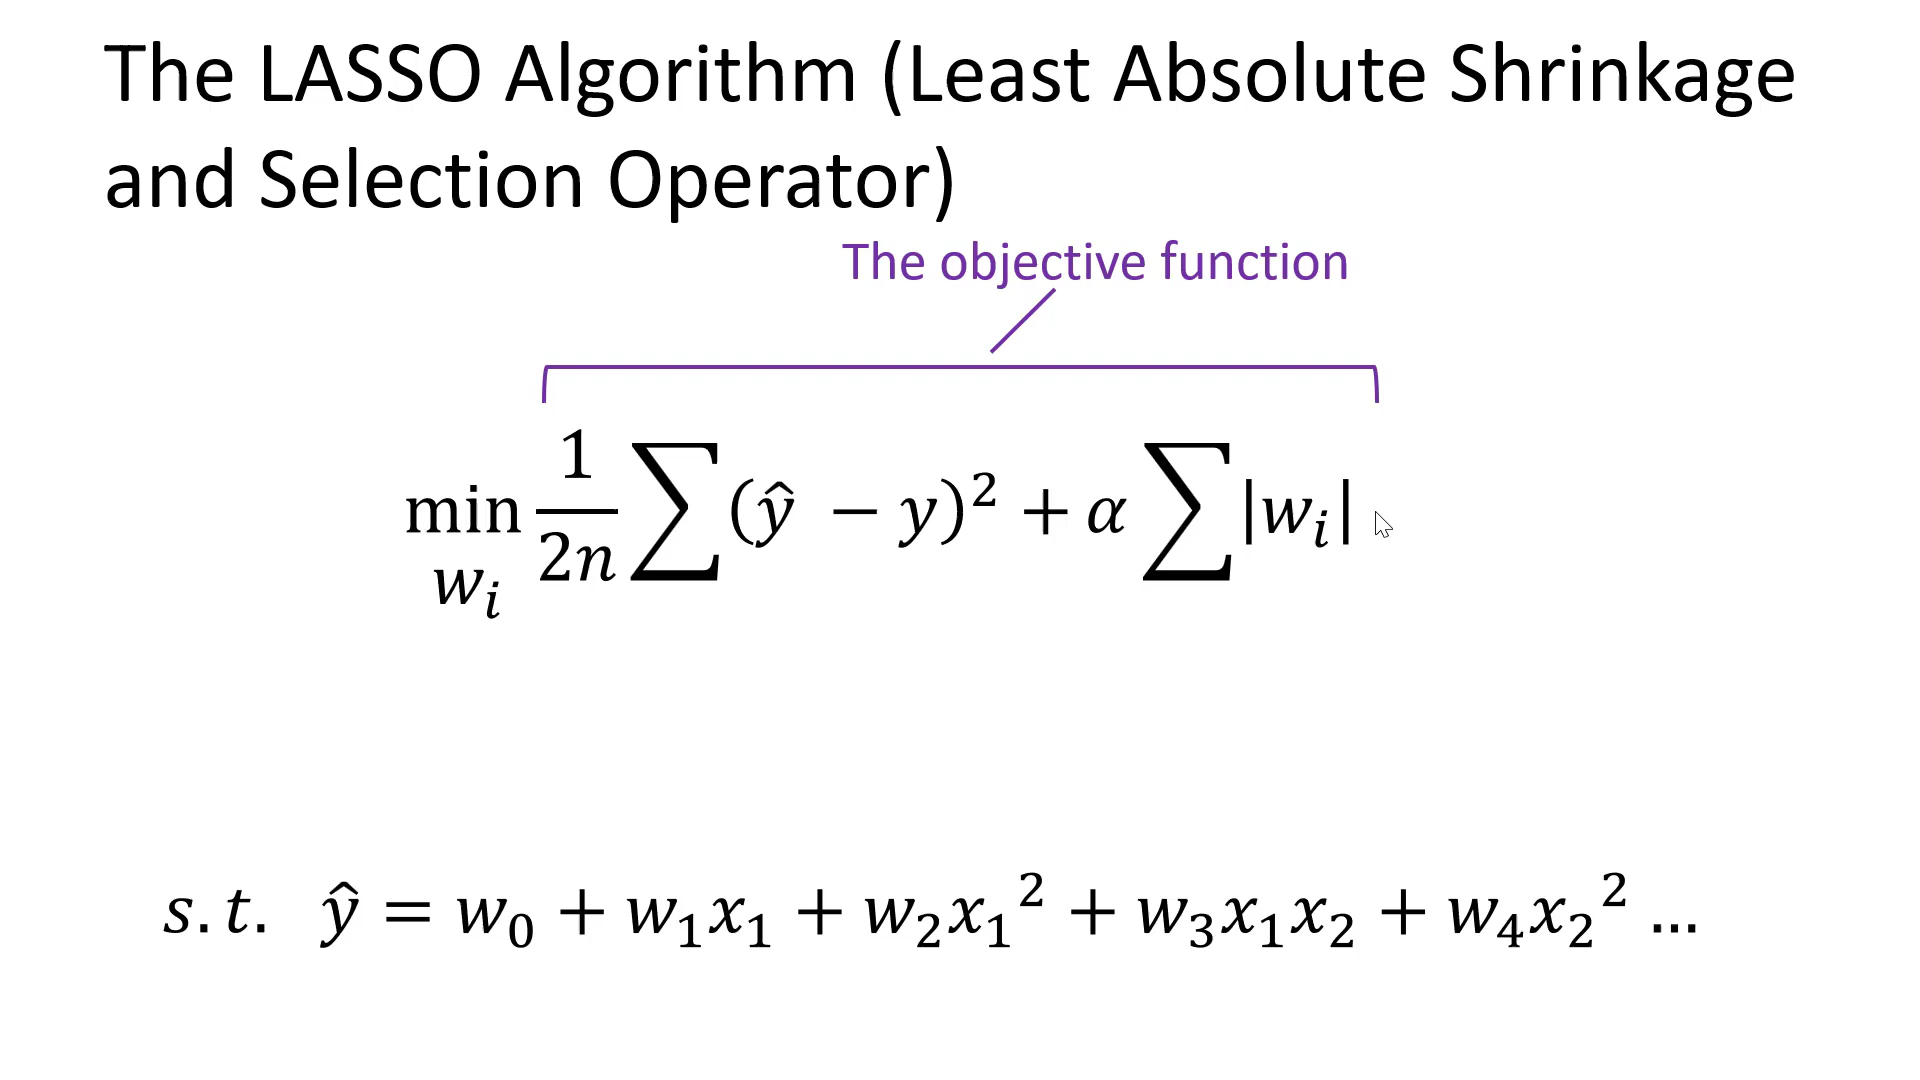 The LASSO Algorithm (Least Absolute Shrinkage
and Selection Operator)
The objective function
min_{wᵢ} 1/(2n) ∑(ŷ − y)² + α ∑|wᵢ|
s.t. ŷ = w₀ + w₁x₁ + w₂x₁² + w₃x₁x₂ + w₄x₂² ...